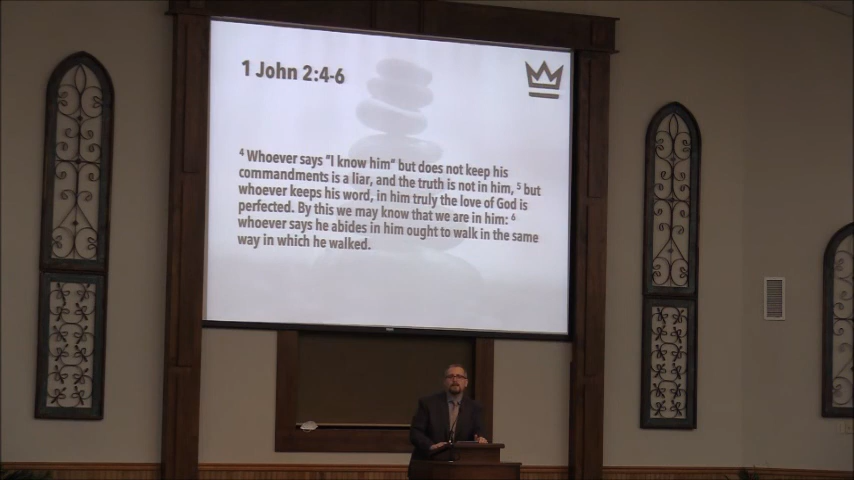 1 John 2:4-6
4 Whoever says "I know him" but does not keep his
commandments is a liar, and the truth is not in him, 5 but
whoever keeps his word, in him truly the love of God is
perfected. By this we may know that we are in him: 6
whoever says he abides in him ought to walk in the same
way in which he walked.